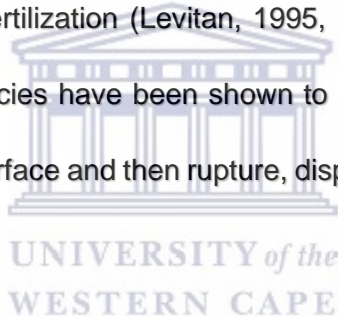 ertilization (Levitan, 1995,
cies have been shown to
rface and then rupture, disp
UNIVERSITY of the
WESTERN CAPE